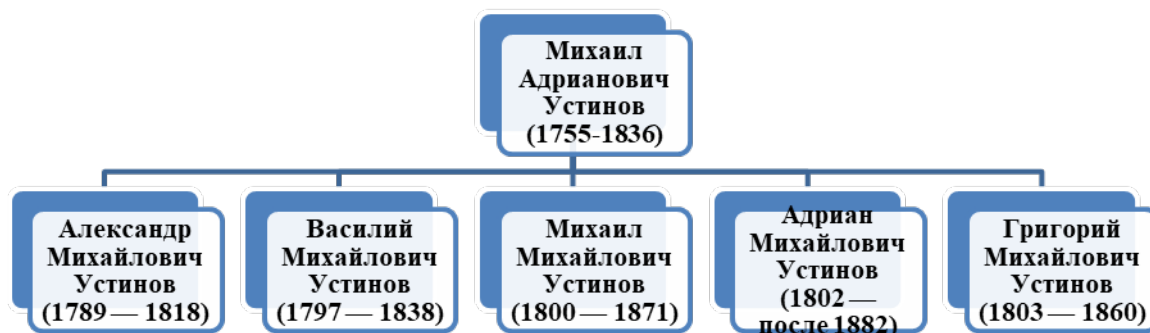 Михаил
Адрианович
Устинов
(1755-1836)
Александр
Михайлович
Устинов
(1789 — 1818)
Василий
Михайлович
Устинов
(1797 — 1838)
Михаил
Михайлович
Устинов
(1800 — 1871)
Адриан
Михайлович
Устинов
(1802 —
после 1882)
Григорий
Михайлович
Устинов
(1803 — 1860)